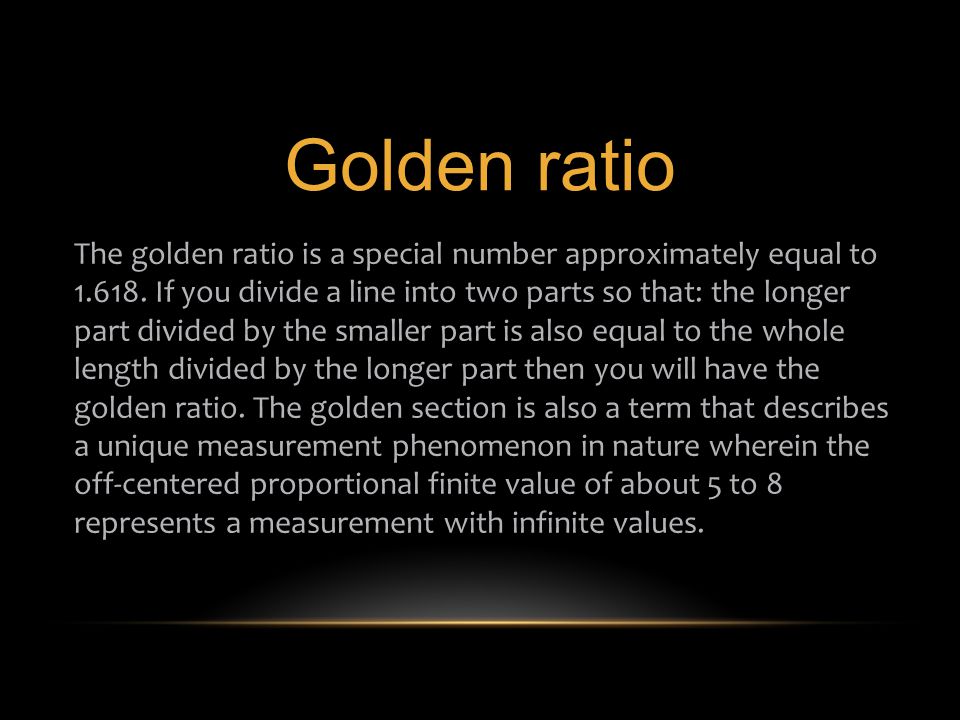 Golden ratio
The golden ratio is a special number approximately equal to
1.618. If you divide a line into two parts so that: the longer
part divided by the smaller part is also equal to the whole
length divided by the longer part then you will have the
golden ratio. The golden section is also a term that describes
a unique measurement phenomenon in nature wherein the
off-centered proportional finite value of about 5 to 8
represents a measurement with infinite values.